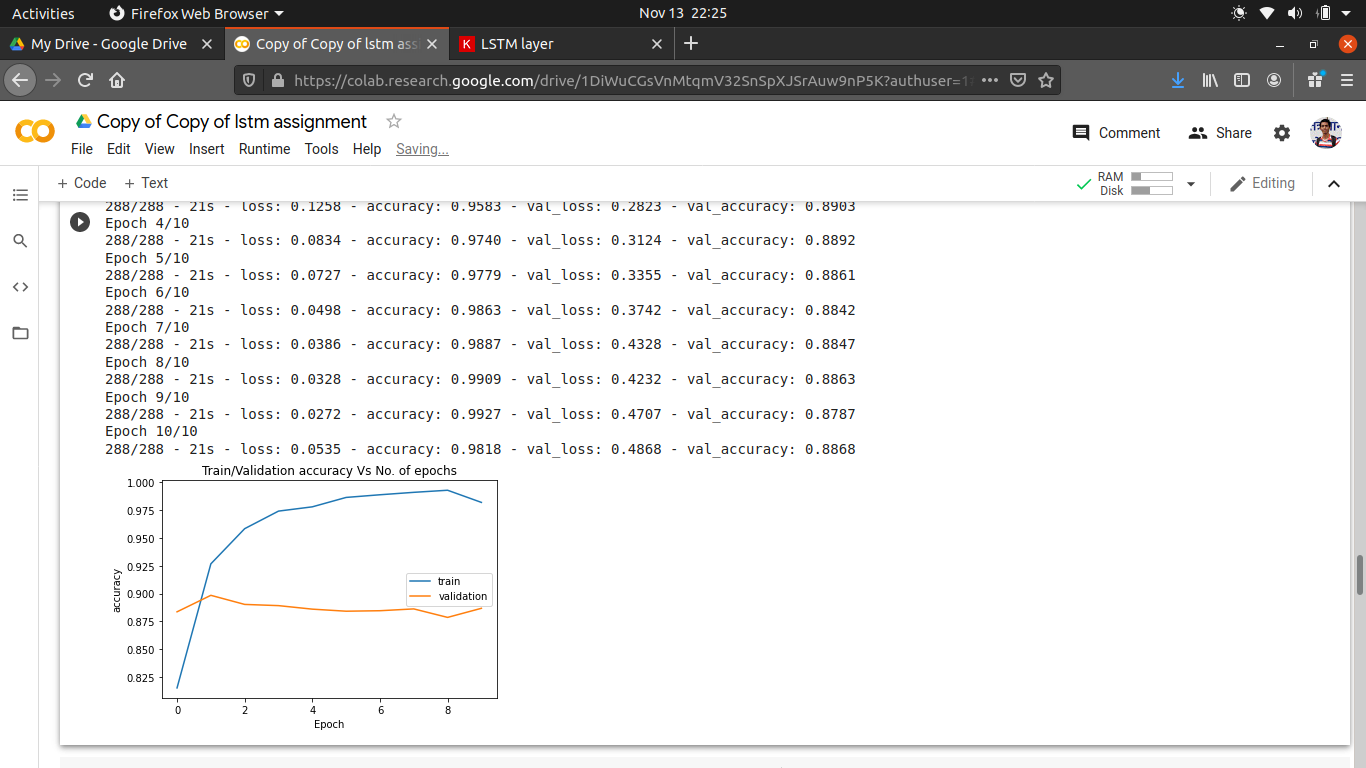 Activities
Firefox Web Browser
Nov 13 22:25
My Drive - Google Drive
Copy of Copy of lstm ass
K LSTM layer
https://colab.research.google.com/drive/1DiWuCGsVnMtqmV32SnSpXJSrAuw9nP5K?authuser=1
Copy of Copy of lstm assignment
Comment
Share
File Edit View Insert Runtime Tools Help Saving...
+ Code + Text
RAM
Disk
Editing
288/288 - 21s - loss: 0.1258 - accuracy: 0.9583 - val_loss: 0.2823 - val_accuracy: 0.8903
Epoch 4/10
288/288 - 21s - loss: 0.0834 - accuracy: 0.9740 - val_loss: 0.3124 - val_accuracy: 0.8892
Epoch 5/10
288/288 - 21s - loss: 0.0727 - accuracy: 0.9779 - val_loss: 0.3355 - val_accuracy: 0.8861
Epoch 6/10
288/288 - 21s - loss: 0.0498 - accuracy: 0.9863 - val_loss: 0.3742 - val_accuracy: 0.8842
Epoch 7/10
288/288 - 21s - loss: 0.0386 - accuracy: 0.9887 - val_loss: 0.4328 - val_accuracy: 0.8847
Epoch 8/10
288/288 - 21s - loss: 0.0328 - accuracy: 0.9909 - val_loss: 0.4232 - val_accuracy: 0.8863
Epoch 9/10
288/288 - 21s - loss: 0.0272 - accuracy: 0.9927 - val_loss: 0.4707 - val_accuracy: 0.8787
Epoch 10/10
288/288 - 21s - loss: 0.0535 - accuracy: 0.9818 - val_loss: 0.4868 - val_accuracy: 0.8868
Train/Validation accuracy Vs No. of epochs
1.000
0.975
0.950
0.925
0.900
0.875
0.850
0.825
accuracy
train
validation
0 2 4 6 8
Epoch